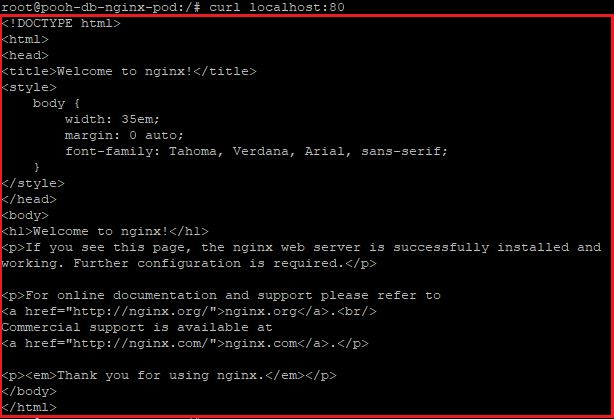 root@pooh-db-nginx-pod:/# curl localhost:80
<!DOCTYPE html>
<html>
<head>
<title>Welcome to nginx!</title>
<style>
    body {
        width: 35em;
        margin: 0 auto;
        font-family: Tahoma, Verdana, Arial, sans-serif;
    }
</style>
</head>
<body>
<h1>Welcome to nginx!</h1>
<p>If you see this page, the nginx web server is successfully installed and
working. Further configuration is required.</p>

<p>For online documentation and support please refer to
<a href="http://nginx.org/">nginx.org</a>.<br/>
Commercial support is available at
<a href="http://nginx.com/">nginx.com</a>.</p>

<p><em>Thank you for using nginx.</em></p>
</body>
</html>